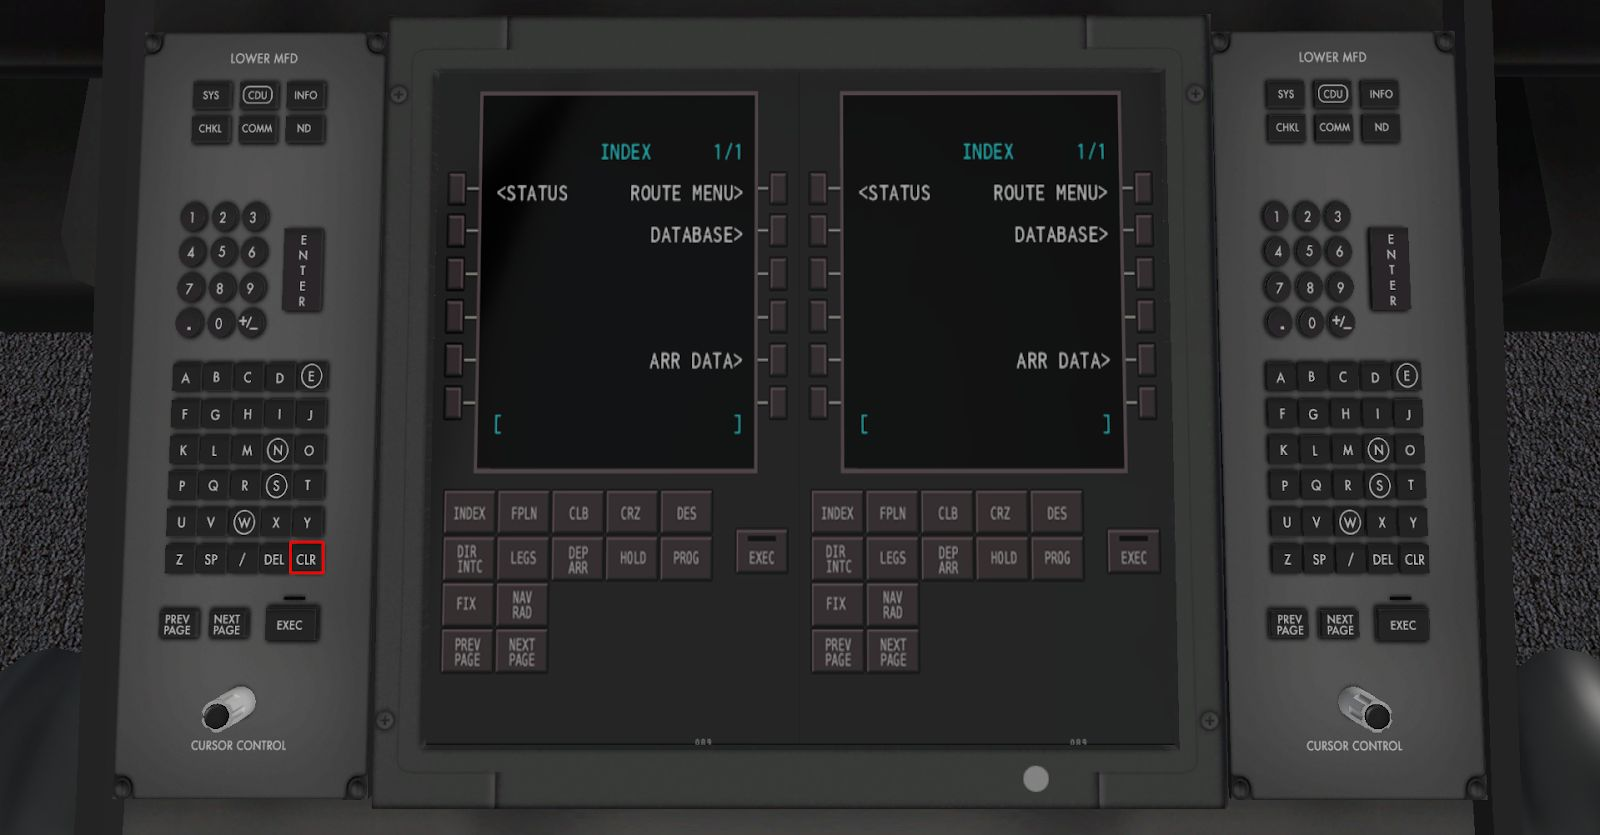 LOWER MFD
SYS CDU INFO
CHKL COMM ND
1 2 3
4 5 6
7 8 9
. 0 +/_
ENTER
A B C D E
F G H I J
K L M N O
P Q R S T
U V W X Y
Z SP / DEL CLR
PREV PAGE NEXT PAGE EXEC
CURSOR CONTROL
INDEX 1/1
<STATUS ROUTE MENU>
DATABASE>
ARR DATA>
[ ]
INDEX FPLN CLB CRZ DES
DIR INTC LEGS DEP ARR HOLD PROG EXEC
FIX NAV RAD
PREV PAGE NEXT PAGE
INDEX 1/1
<STATUS ROUTE MENU>
DATABASE>
ARR DATA>
[ ]
INDEX FPLN CLB CRZ DES
DIR INTC LEGS DEP ARR HOLD PROG EXEC
FIX NAV RAD
PREV PAGE NEXT PAGE
LOWER MFD
SYS CDU INFO
CHKL COMM ND
1 2 3
4 5 6
7 8 9
. 0 +/_
ENTER
A B C D E
F G H I J
K L M N O
P Q R S T
U V W X Y
Z SP / DEL CLR
PREV PAGE NEXT PAGE EXEC
CURSOR CONTROL